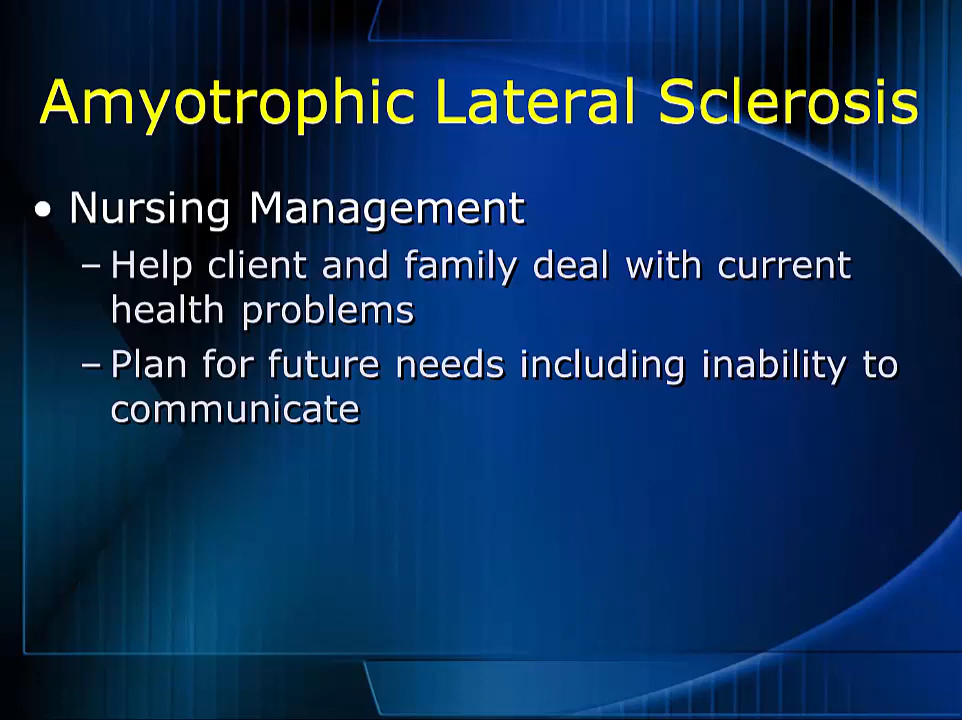 Amyotrophic Lateral Sclerosis
• Nursing Management
– Help client and family deal with current
health problems
– Plan for future needs including inability to
communicate